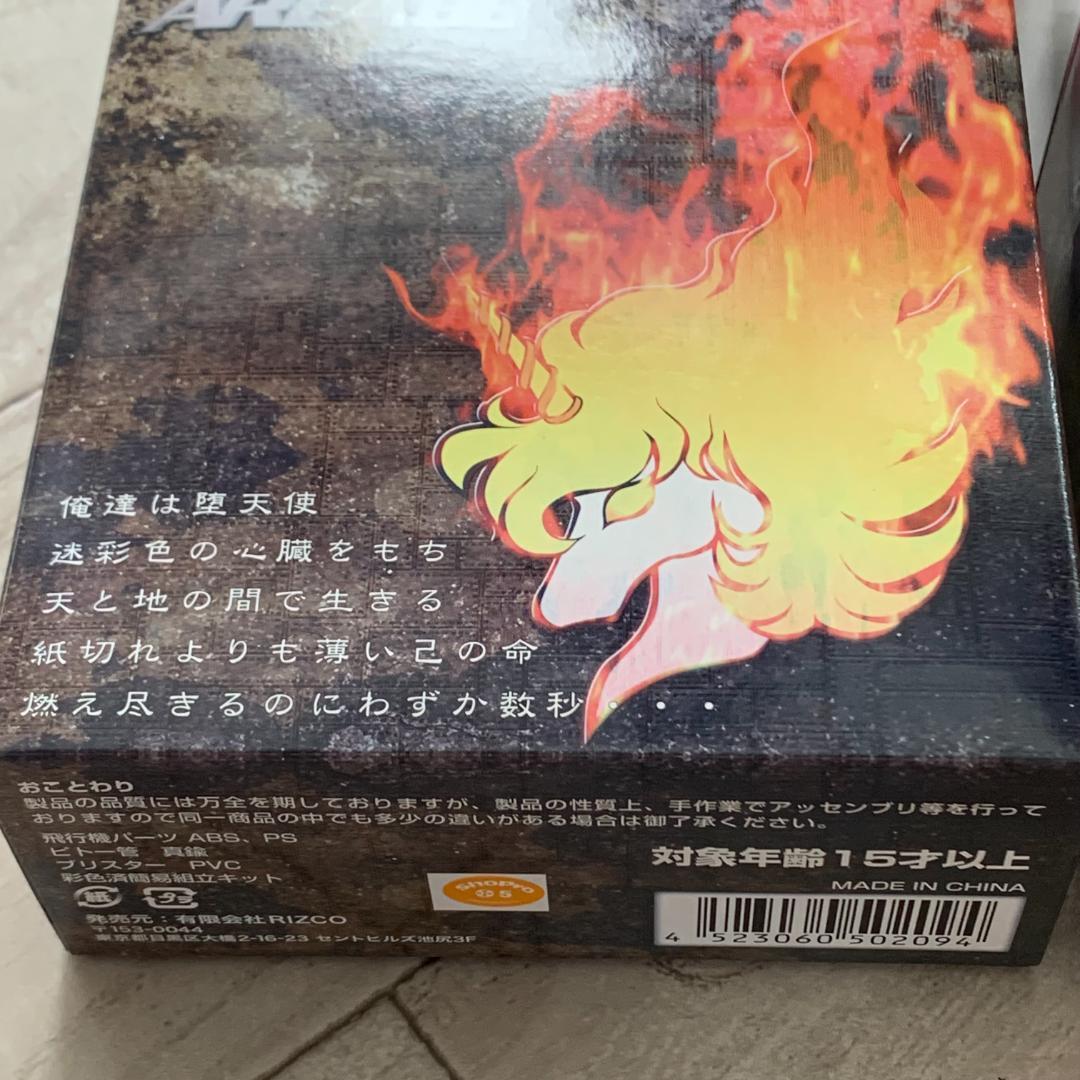 俺達は堕天使
迷彩色の心臓をもち
天と地の間で生きる
紙切れよりも薄い己の命
燃え尽きるのにわずか数秒・・・
おことわり
製品の品質には万全を期しておりますが、製品の性質上、手作業でアッセンブリ等を行って
おりますので同一商品の中でも多少の違いがある場合は御了承ください。
飛行機パーツ ABS、PS
ピトー管 真鍮
ブリスター PVC
彩色済簡易組立キット
紙 プラ
発売元：有限会社RIZCO
〒153-0044
東京都目黒区大橋2-16-23 セントヒルズ池尻3F
ShoPro
5
対象年齢15才以上
MADE IN CHINA
4 523060 502094